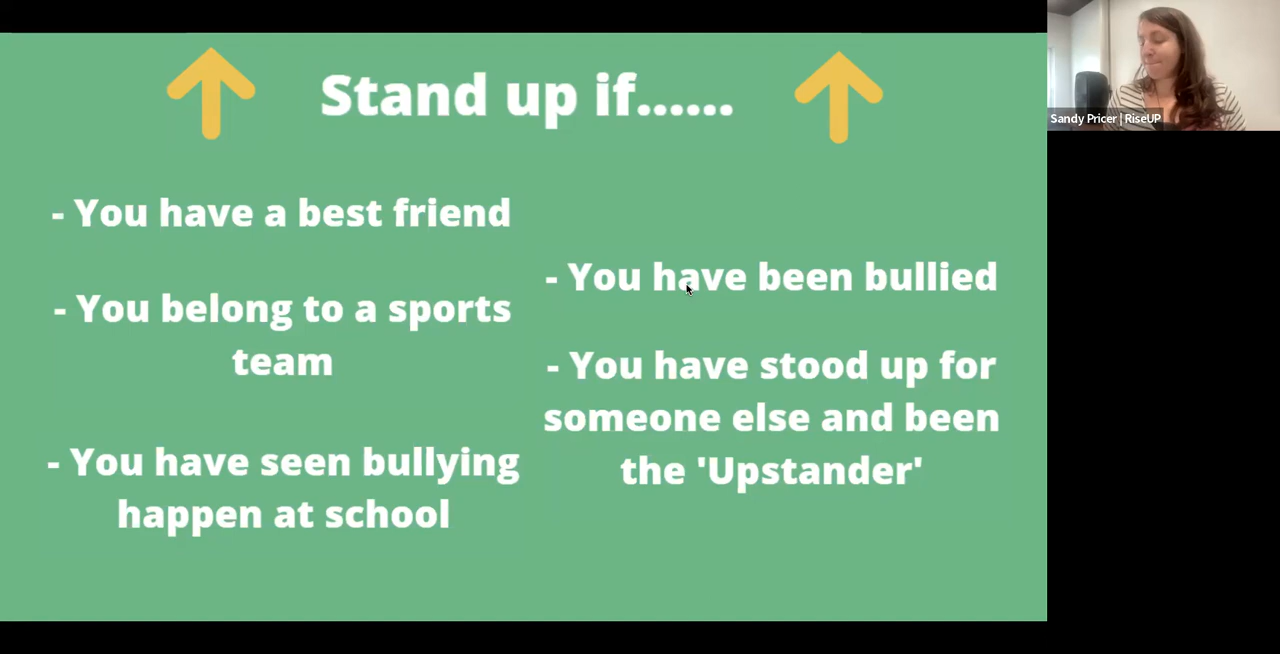 Stand up if......
- You have a best friend
- You belong to a sports
team
- You have seen bullying
happen at school
- You have been bullied
- You have stood up for
someone else and been
the 'Upstander'
Sandy Pricer | RiseUP